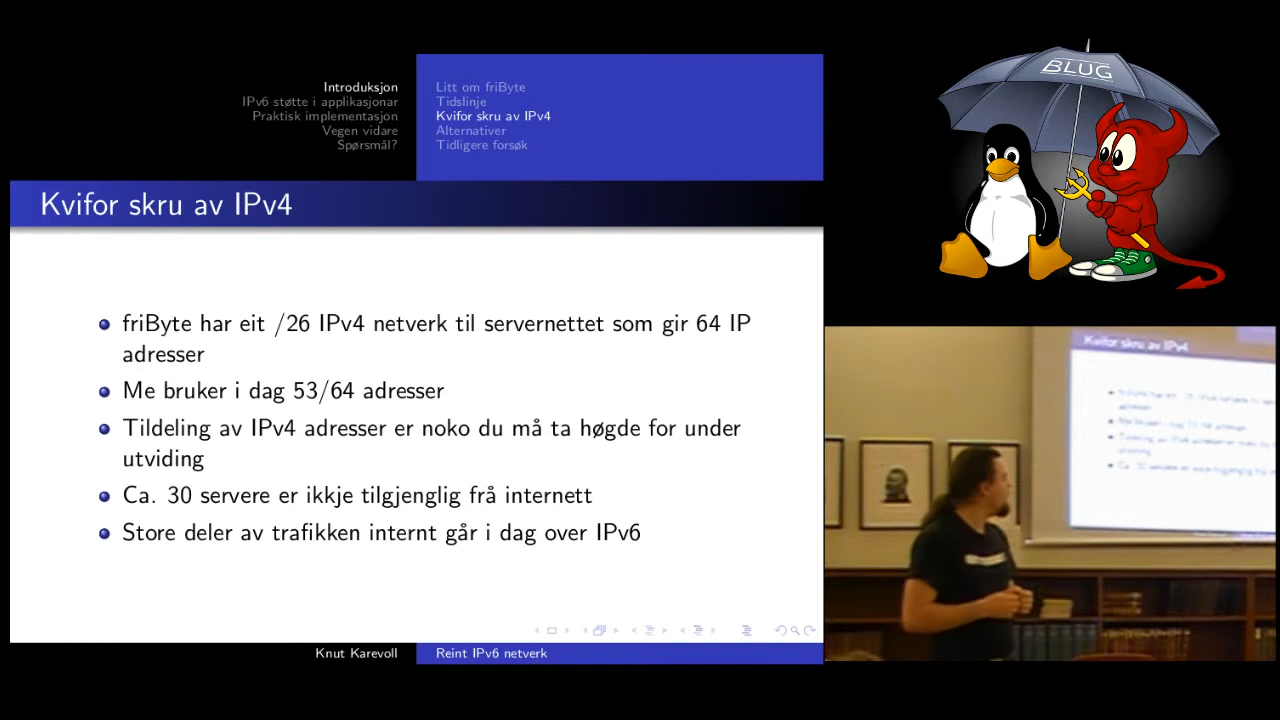 Introduksjon
IPv6 støtte i applikasjonar
Praktisk implementasjon
Vegen vidare
Spørsmål?
Litt om friByte
Tidslinje
Kvifor skru av IPv4
Alternativer
Tidligere forsøk
Kvifor skru av IPv4
friByte har eit /26 IPv4 netverk til servernettet som gir 64 IP
adresser
Me bruker i dag 53/64 adresser
Tildeling av IPv4 adresser er noko du må ta høgde for under
utviding
Ca. 30 servere er ikkje tilgjenglig frå internett
Store deler av trafikken internt går i dag over IPv6
Knut Karevoll
Reint IPv6 netverk
BLUG
Kvifor skru av IPv4